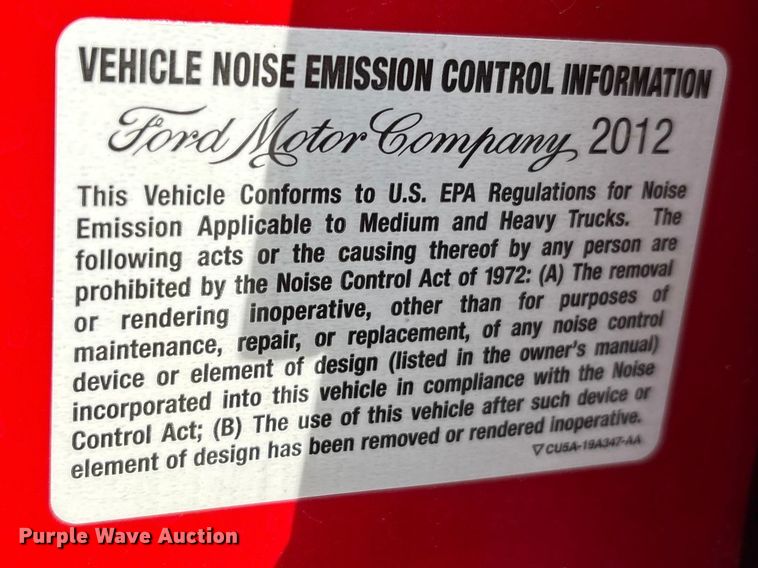 VEHICLE NOISE EMISSION CONTROL INFORMATION
Ford Motor Company 2012
This Vehicle Conforms to U.S. EPA Regulations for Noise
Emission Applicable to Medium and Heavy Trucks. The
following acts or the causing thereof by any person are
prohibited by the Noise Control Act of 1972: (A) The removal
or rendering inoperative, other than for purposes of
maintenance, repair, or replacement, of any noise control
device or element of design (listed in the owner's manual)
incorporated into this vehicle in compliance with the Noise
Control Act; (B) The use of this vehicle after such device or
element of design has been removed or rendered inoperative.
▽ CU5A-19A347-AA
Purple Wave Auction